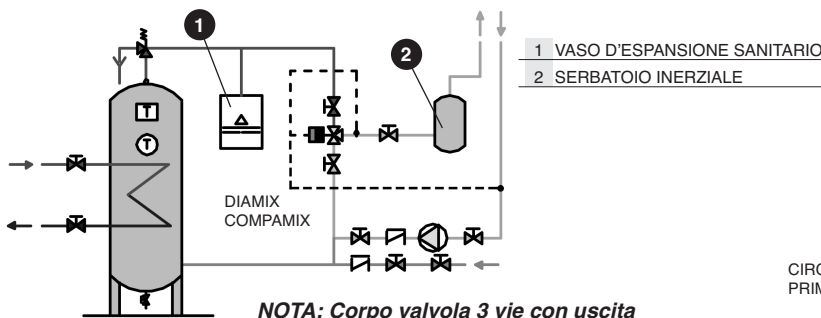 1
2
1 VASO D'ESPANSIONE SANITARIO
2 SERBATOIO INERZIALE
T
T
DIAMIX
COMPAMIX
CIRC
PRIM
NOTA: Corpo valvola 3 vie con uscita